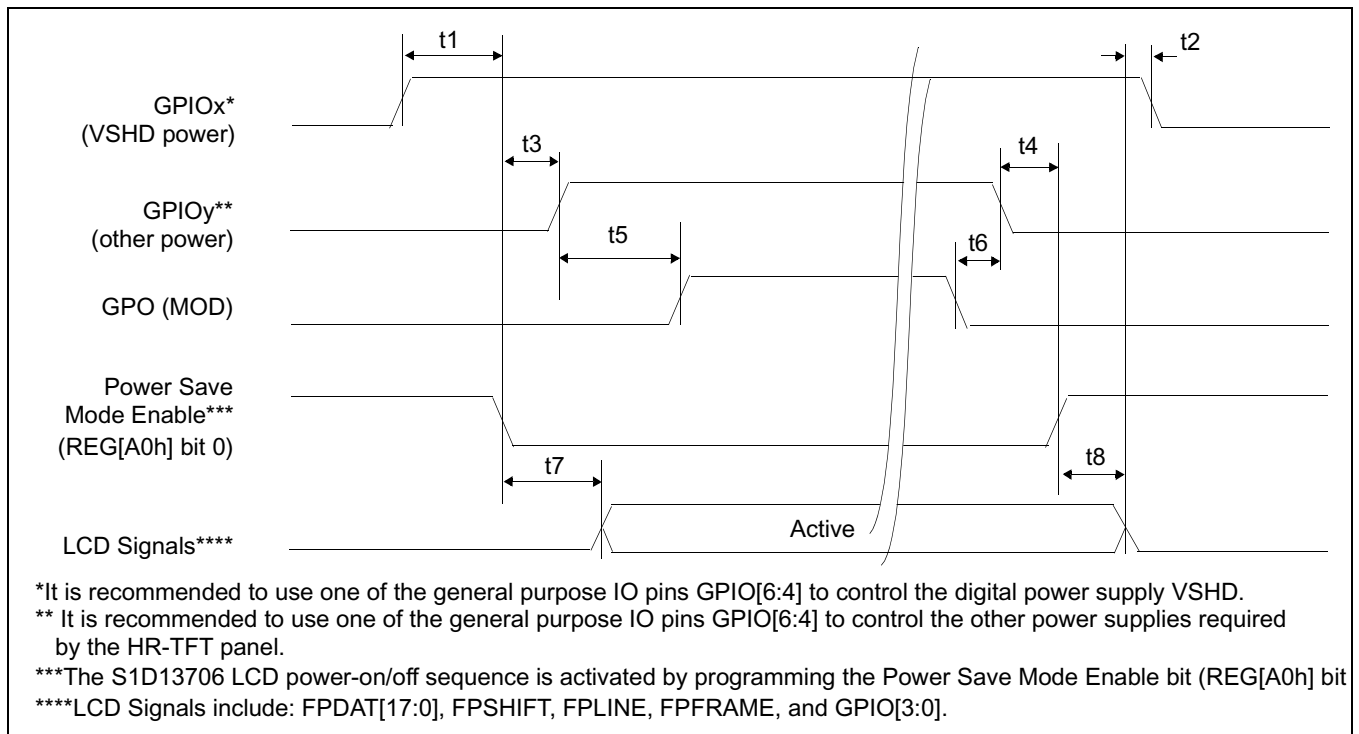 t1
t2
GPIOx*
(VSHD power)
t3
t4
GPIOy**
(other power)
t5
t6
GPO (MOD)
Power Save
Mode Enable***
(REG[A0h] bit 0)
t7
t8
LCD Signals****
Active
*It is recommended to use one of the general purpose IO pins GPIO[6:4] to control the digital power supply VSHD.
** It is recommended to use one of the general purpose IO pins GPIO[6:4] to control the other power supplies required
by the HR-TFT panel.
***The S1D13706 LCD power-on/off sequence is activated by programming the Power Save Mode Enable bit (REG[A0h] bit
****LCD Signals include: FPDAT[17:0], FPSHIFT, FPLINE, FPFRAME, and GPIO[3:0].